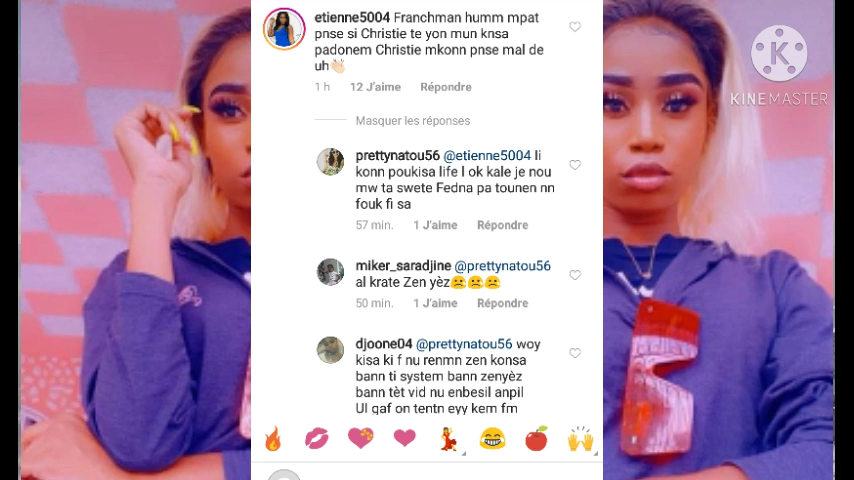 etienne5004 Franchman humm mpat
pnse si Christie te yon mun knsa
padonem Christie mkonn pnse mal de
uh👏🏻
1 h 12 J'aime Répondre
Masquer les réponses
prettynatou56 @etienne5004 li
konn poukisa life l ok kale je nou
mw ta swete Fedna pa tounen nn
fouk fi sa
57 min. 1 J'aime Répondre
miker_saradjine @prettynatou56
al krate Zen yèz☹☹☹
50 min. 1 J'aime Répondre
djoone04 @prettynatou56 woy
kisa ki f nu renmn zen konsa
bann ti system bann zenyèz
bann tèt vid nu enbesil anpil
Ul gaf on tentn eyy kem fm
KINEMASTER